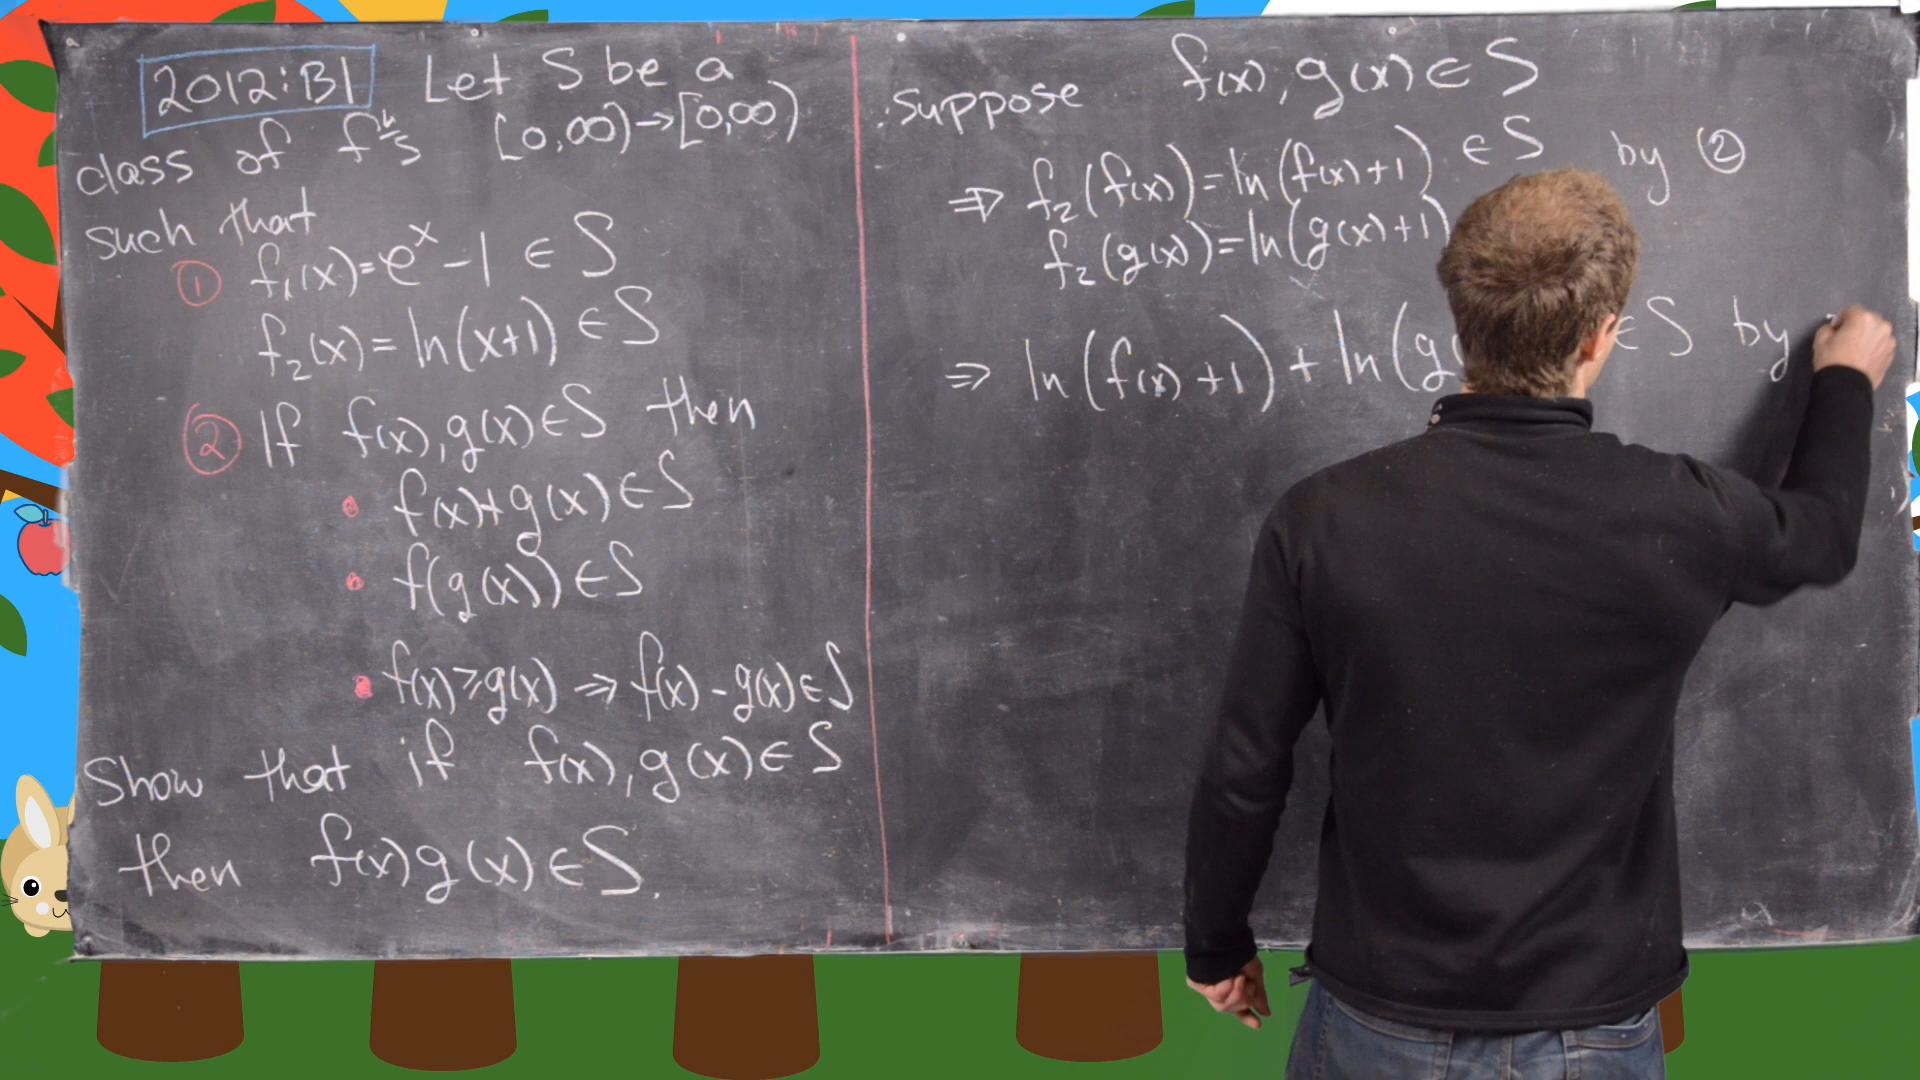 2012:B1 Let S be a
class of fⁿˢ [0,∞)→[0,∞)
such that
① f₁(x)=eˣ-1 ∈ S
f₂(x)=ln(x+1) ∈ S
② If f(x),g(x)∈S then
• f(x)+g(x)∈S
• f(g(x))∈S
• f(x)≥g(x) ⇒ f(x)-g(x)∈S
Show that if f(x),g(x)∈S
then f(x)g(x)∈S.
suppose f(x), g(x)∈S
⇒ f₂(f(x))=ln(f(x)+1) ∈S by ②
f₂(g(x))=ln(g(x)+1)
⇒ ln(f(x)+1)+ln(g ∈S by